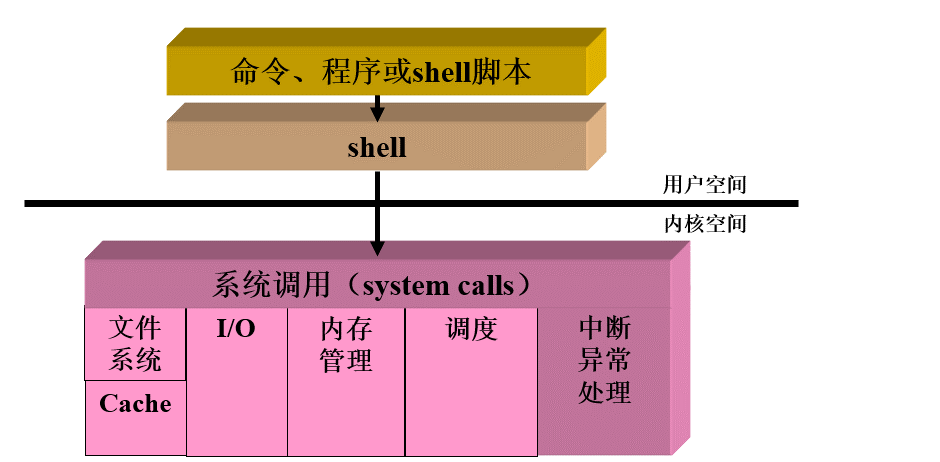 命令、程序或shell脚本
shell
用户空间
内核空间
系统调用（system calls）
文件
系统
Cache
I/O
内存
管理
调度
中断
异常
处理